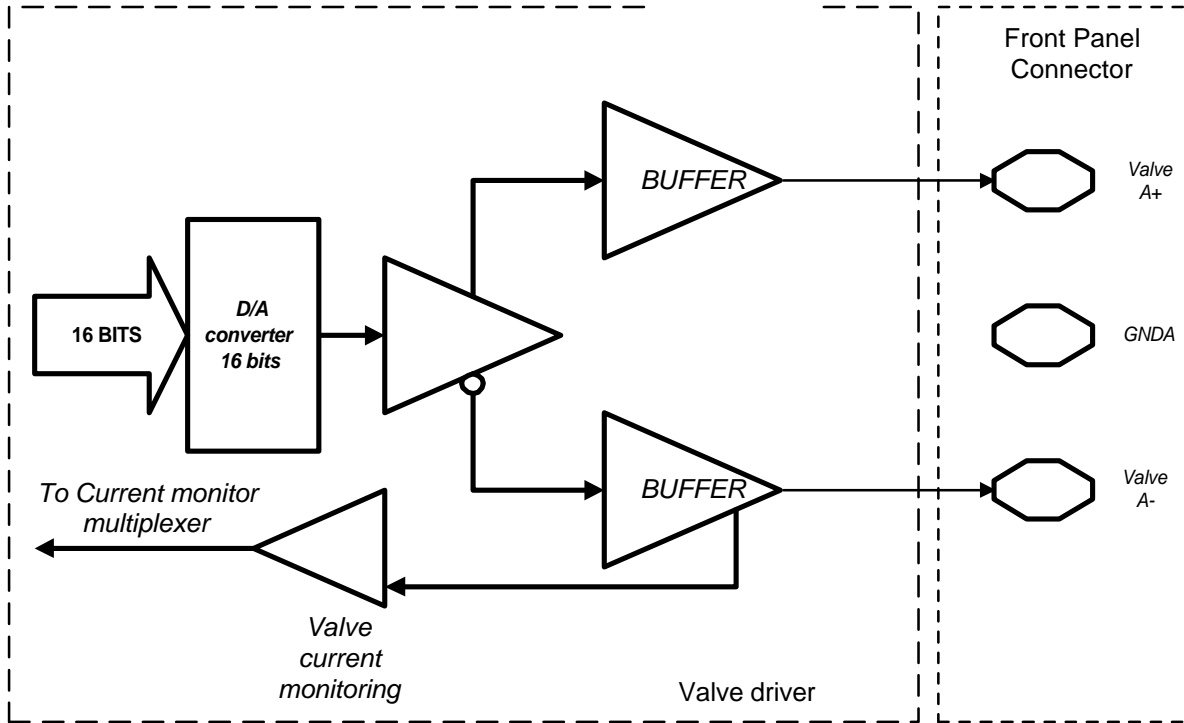 Front Panel
Connector
BUFFER
Valve
A+
16 BITS
D/A
converter
16 bits
GNDA
BUFFER
Valve
A-
To Current monitor
multiplexer
Valve
current
monitoring
Valve driver